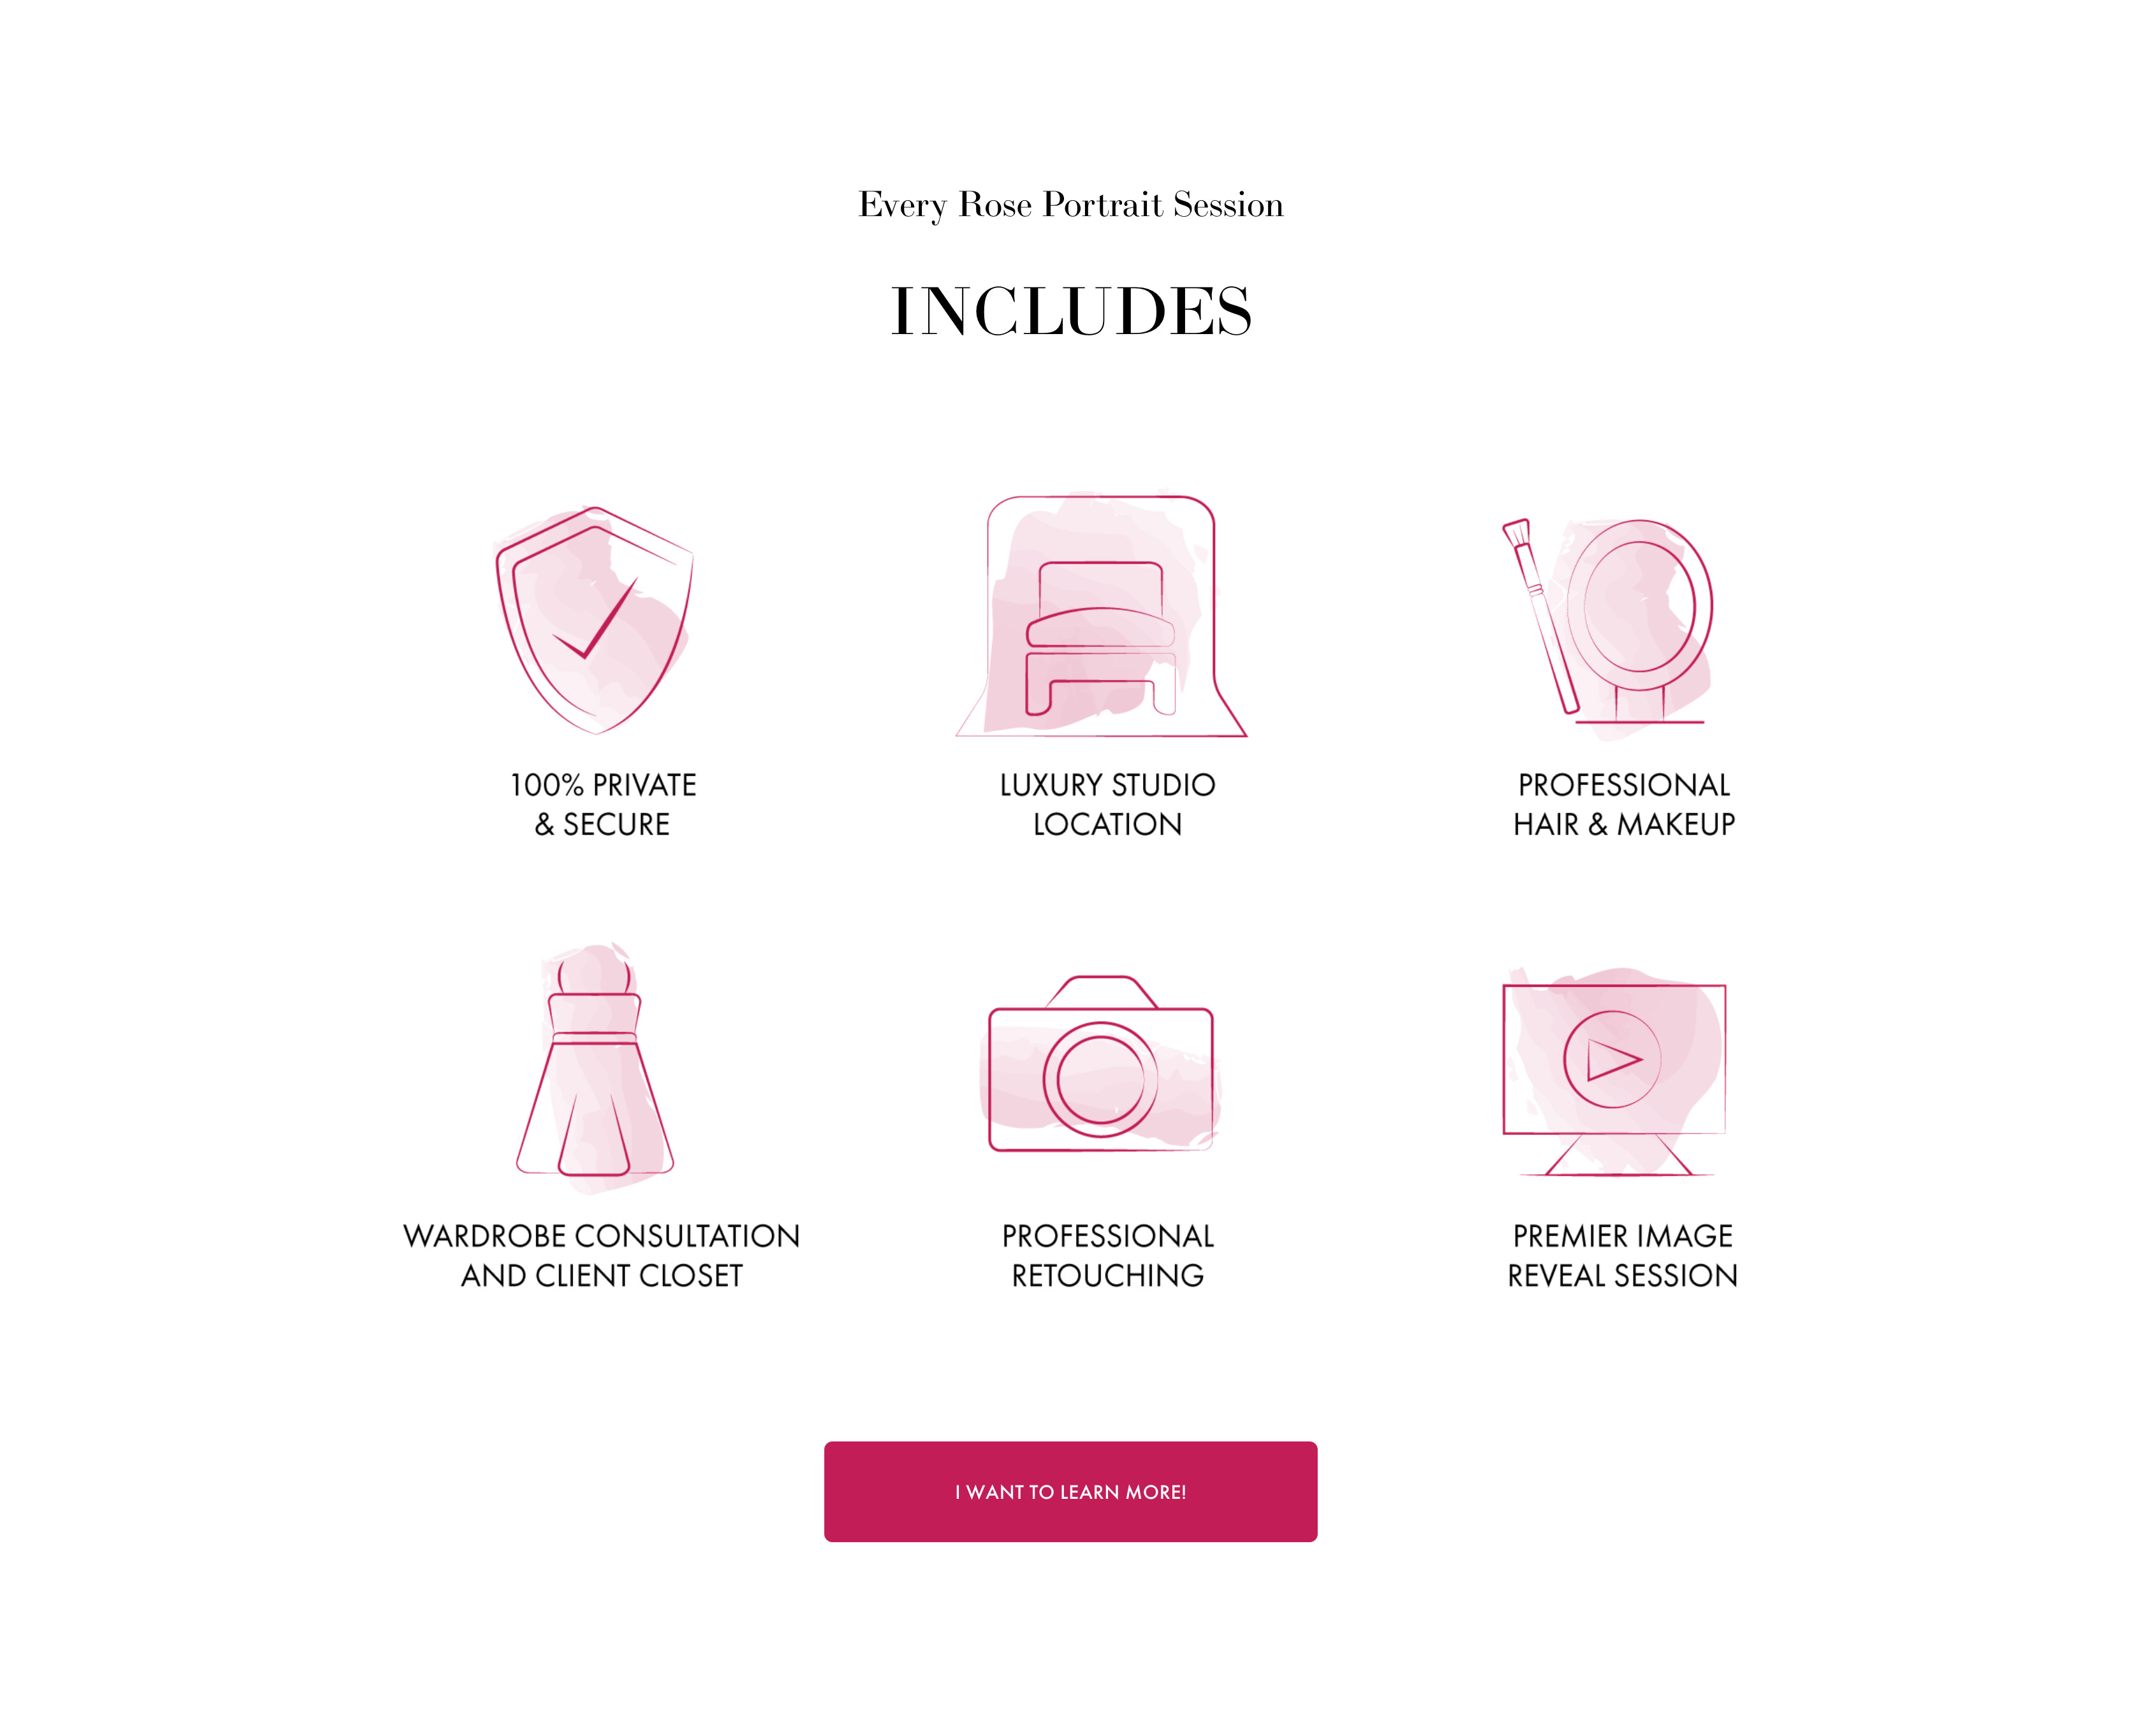 Every Rose Portrait Session
INCLUDES
100% PRIVATE
& SECURE
LUXURY STUDIO
LOCATION
PROFESSIONAL
HAIR & MAKEUP
WARDROBE CONSULTATION
AND CLIENT CLOSET
PROFESSIONAL
RETOUCHING
PREMIER IMAGE
REVEAL SESSION
I WANT TO LEARN MORE!